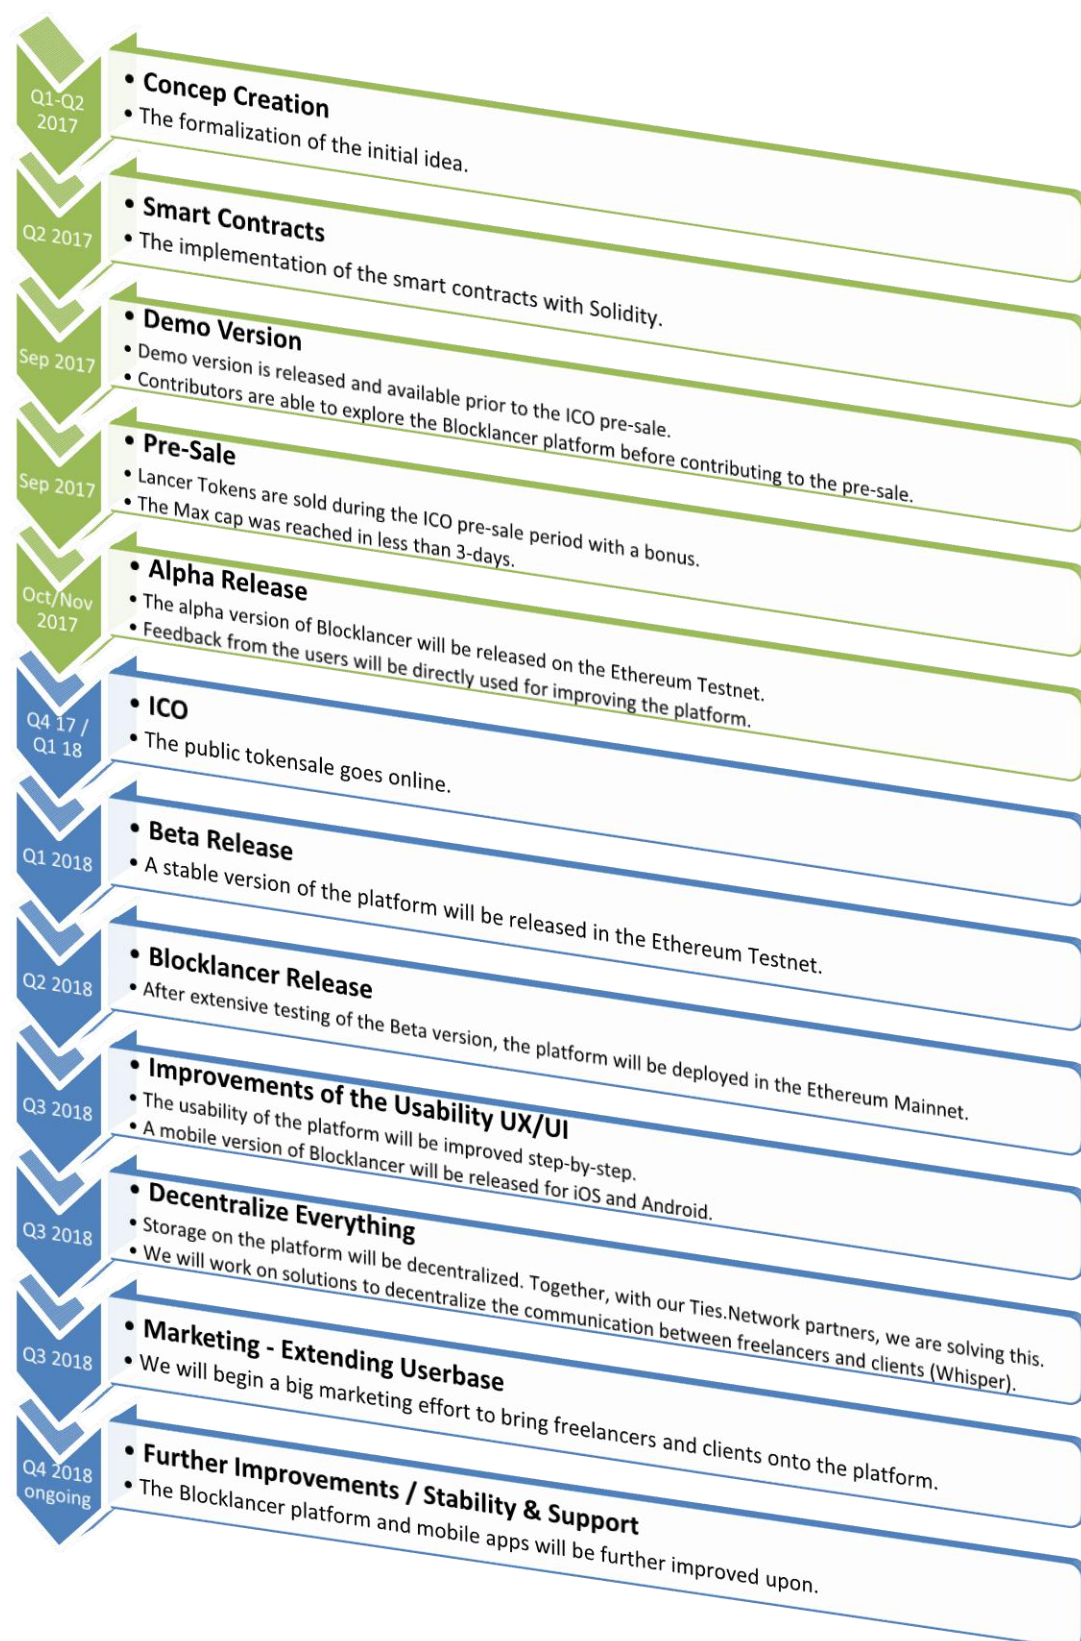 Q1-Q2
2017
• Concep Creation
• The formalization of the initial idea.
Q2 2017
• Smart Contracts
• The implementation of the smart contracts with Solidity.
Sep 2017
• Demo Version
• Demo version is released and available prior to the ICO pre-sale.
• Contributors are able to explore the Blocklancer platform before contributing to the pre-sale.
Sep 2017
• Pre-Sale
• Lancer Tokens are sold during the ICO pre-sale period with a bonus.
• The Max cap was reached in less than 3-days.
Oct/Nov
2017
• Alpha Release
• The alpha version of Blocklancer will be released on the Ethereum Testnet.
• Feedback from the users will be directly used for improving the platform.
Q4 17 /
Q1 18
• ICO
• The public tokensale goes online.
Q1 2018
• Beta Release
• A stable version of the platform will be released in the Ethereum Testnet.
Q2 2018
• Blocklancer Release
• After extensive testing of the Beta version, the platform will be deployed in the Ethereum Mainnet.
Q3 2018
• Improvements of the Usability UX/UI
• The usability of the platform will be improved step-by-step.
• A mobile version of Blocklancer will be released for iOS and Android.
Q3 2018
• Decentralize Everything
• Storage on the platform will be decentralized. Together, with our Ties.Network partners, we are solving this.
• We will work on solutions to decentralize the communication between freelancers and clients (Whisper).
Q3 2018
• Marketing - Extending Userbase
• We will begin a big marketing effort to bring freelancers and clients onto the platform.
Q4 2018
ongoing
• Further Improvements / Stability & Support
• The Blocklancer platform and mobile apps will be further improved upon.